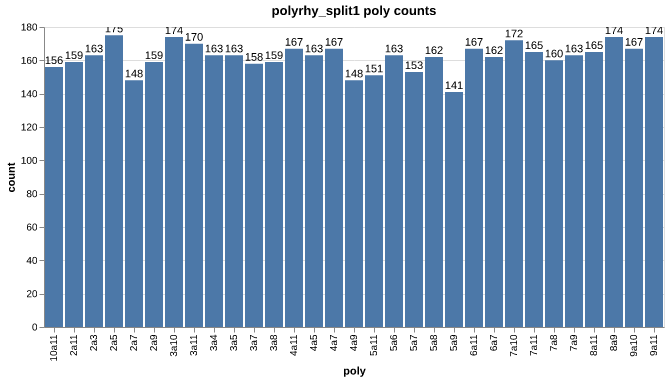 polyrhy_split1 poly counts
180
160
140
120
100
80
60
40
20
0
count
156
159
163
175
148
159
174
170
163
163
158
159
167
163
167
148
151
163
153
162
141
167
162
172
165
160
163
165
174
167
174
10a11
2a11
2a3
2a5
2a7
2a9
3a10
3a11
3a4
3a5
3a7
3a8
4a11
4a5
4a7
4a9
5a11
5a6
5a7
5a8
5a9
6a11
6a7
7a10
7a11
7a8
7a9
8a11
8a9
9a10
9a11
poly